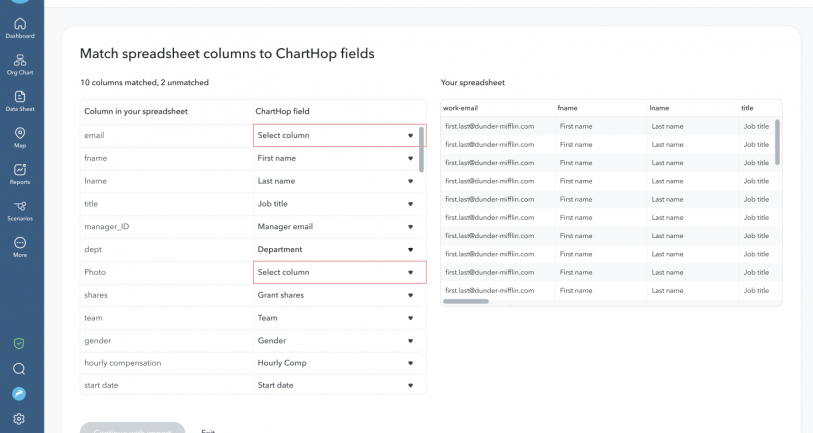 Dashboard
Org Chart
Data Sheet
Map
Reports
Scenarios
More
Match spreadsheet columns to ChartHop fields
10 columns matched, 2 unmatched
Column in your spreadsheet ChartHop field
email Select column
fname First name
lname Last name
title Job title
manager_ID Manager email
dept Department
Photo Select column
shares Grant shares
team Team
gender Gender
hourly compensation Hourly Comp
start date Start date
Exit
Your spreadsheet
work-email fname lname title
first.last@dunder-mifflin.com First name Last name Job title
first.last@dunder-mifflin.com First name Last name Job title
first.last@dunder-mifflin.com First name Last name Job title
first.last@dunder-mifflin.com First name Last name Job title
first.last@dunder-mifflin.com First name Last name Job title
first.last@dunder-mifflin.com First name Last name Job title
first.last@dunder-mifflin.com First name Last name Job title
first.last@dunder-mifflin.com First name Last name Job title
first.last@dunder-mifflin.com First name Last name Job title
first.last@dunder-mifflin.com First name Last name Job title